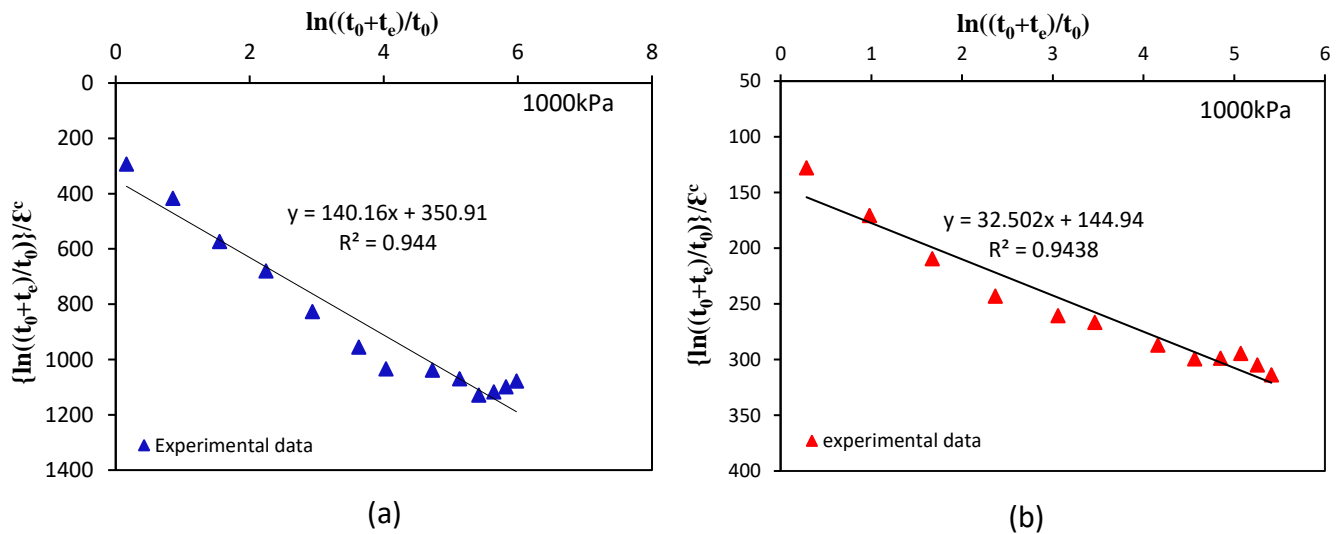 ln((t₀+tₑ)/t₀)
0 2 4 6 8
0
200
400
600
800
1000
1200
1400
{ln((t₀+tₑ)/t₀)}/Ɛᶜ
1000kPa
y = 140.16x + 350.91
R² = 0.944
Experimental data
(a)
ln((t₀+tₑ)/t₀)
0 1 2 3 4 5 6
50
100
150
200
250
300
350
400
{ln((t₀+tₑ)/t₀)}/Ɛᶜ
1000kPa
y = 32.502x + 144.94
R² = 0.9438
experimental data
(b)